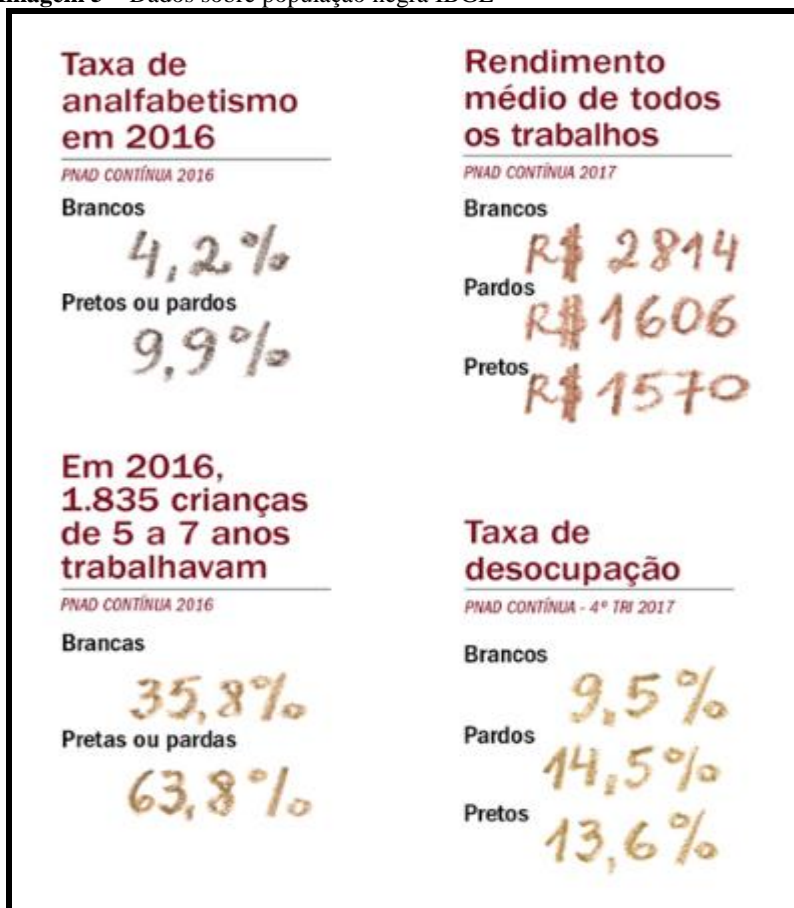 Dados sobre população negra IBGE
Taxa de
analfabetismo
em 2016
PNAD CONTÍNUA 2016
Brancos
4,2%
Pretos ou pardos
9,9%
Rendimento
médio de todos
os trabalhos
PNAD CONTÍNUA 2017
Brancos
R$ 2814
Pardos
R$ 1606
Pretos
R$ 1570
Em 2016,
1.835 crianças
de 5 a 7 anos
trabalhavam
PNAD CONTÍNUA 2016
Brancas
35,8%
Pretas ou pardas
63,8%
Taxa de
desocupação
PNAD CONTÍNUA - 4º TRI 2017
Brancos
9,5%
Pardos
14,5%
Pretos
13,6%